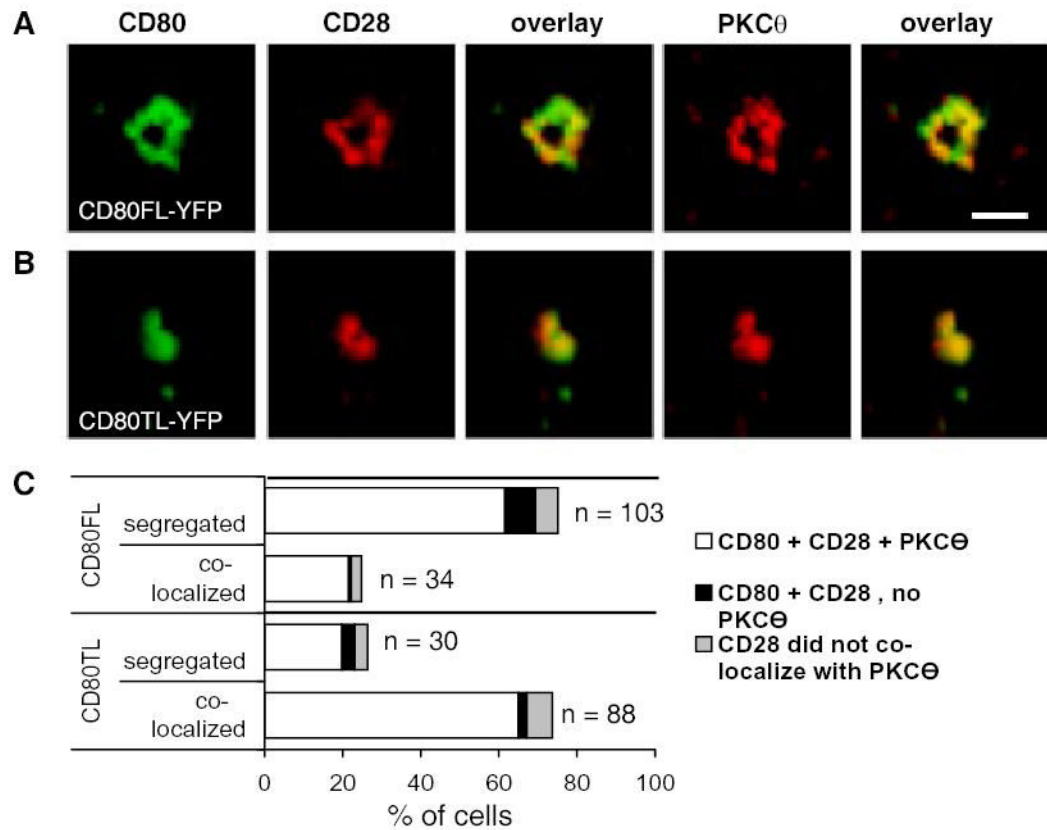 A
CD80 CD28 overlay PKCθ overlay
CD80FL-YFP
B
CD80TL-YFP
C
CD80FL
segregated
n = 103
co-
localized
n = 34
CD80TL
segregated
n = 30
co-
localized
n = 88
0 20 40 60 80 100
% of cells
CD80 + CD28 + PKCΘ
CD80 + CD28 , no
PKCΘ
CD28 did not co-
localize with PKCΘ